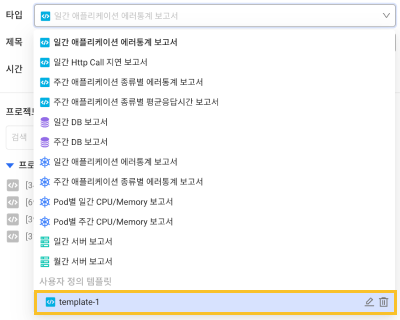 타입
일간 애플리케이션 에러통계 보고서
제목
일간 애플리케이션 에러통계 보고서
시간
일간 Http Call 지연 보고서
주간 애플리케이션 종류별 에러통계 보고서
주간 애플리케이션 종류별 평균응답시간 보고서
프로젝트
일간 DB 보고서
검색
주간 DB 보고서
프로
일간 애플리케이션 에러통계 보고서
주간 애플리케이션 종류별 에러통계 보고서
Pod별 일간 CPU/Memory 보고서
Pod별 주간 CPU/Memory 보고서
일간 서버 보고서
월간 서버 보고서
사용자 정의 템플릿
template-1